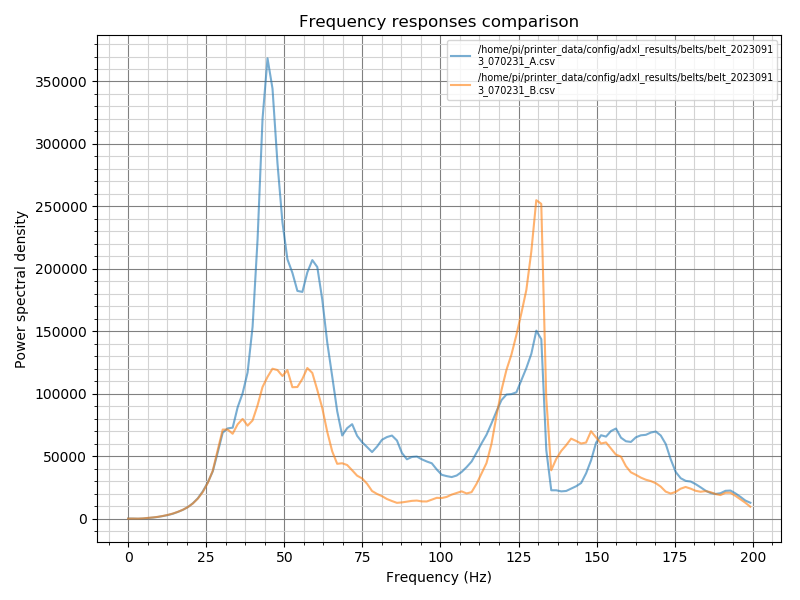 Frequency responses comparison
/home/pi/printer_data/config/adxl_results/belts/belt_2023091
3_070231_A.csv
/home/pi/printer_data/config/adxl_results/belts/belt_2023091
3_070231_B.csv
350000
300000
250000
200000
150000
100000
50000
0
Power spectral density
0 25 50 75 100 125 150 175 200
Frequency (Hz)